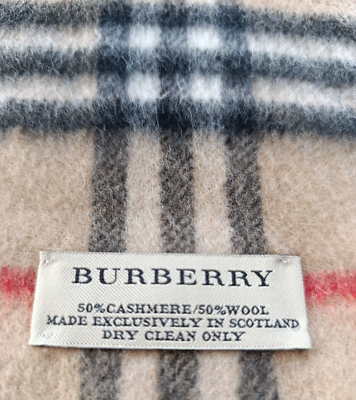 BURBERRY
50%CASHMERE/50%WOOL
MADE EXCLUSIVELY IN SCOTLAND
DRY CLEAN ONLY